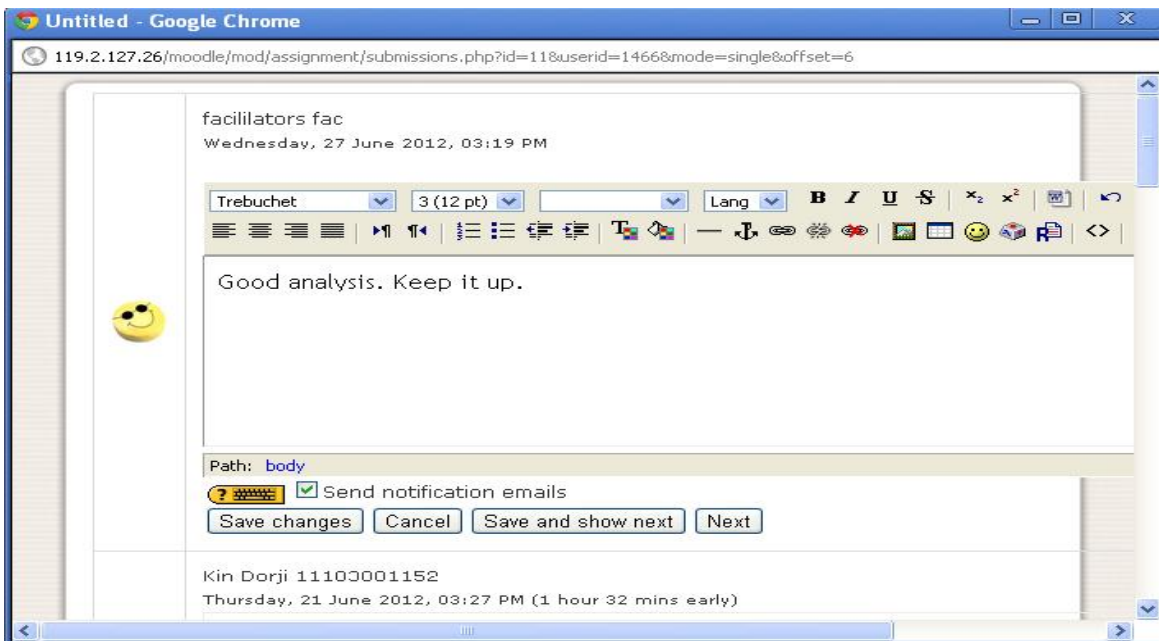 Untitled - Google Chrome
119.2.127.26/moodle/mod/assignment/submissions.php?id=11&userid=1466&mode=single&offset=6
facililators fac
Wednesday, 27 June 2012, 03:19 PM
Trebuchet 3 (12 pt) Lang B I U S x₂ x²
Good analysis. Keep it up.
Path: body
? Send notification emails
Save changes Cancel Save and show next Next
Kin Dorji 11103001152
Thursday, 21 June 2012, 03:27 PM (1 hour 32 mins early)